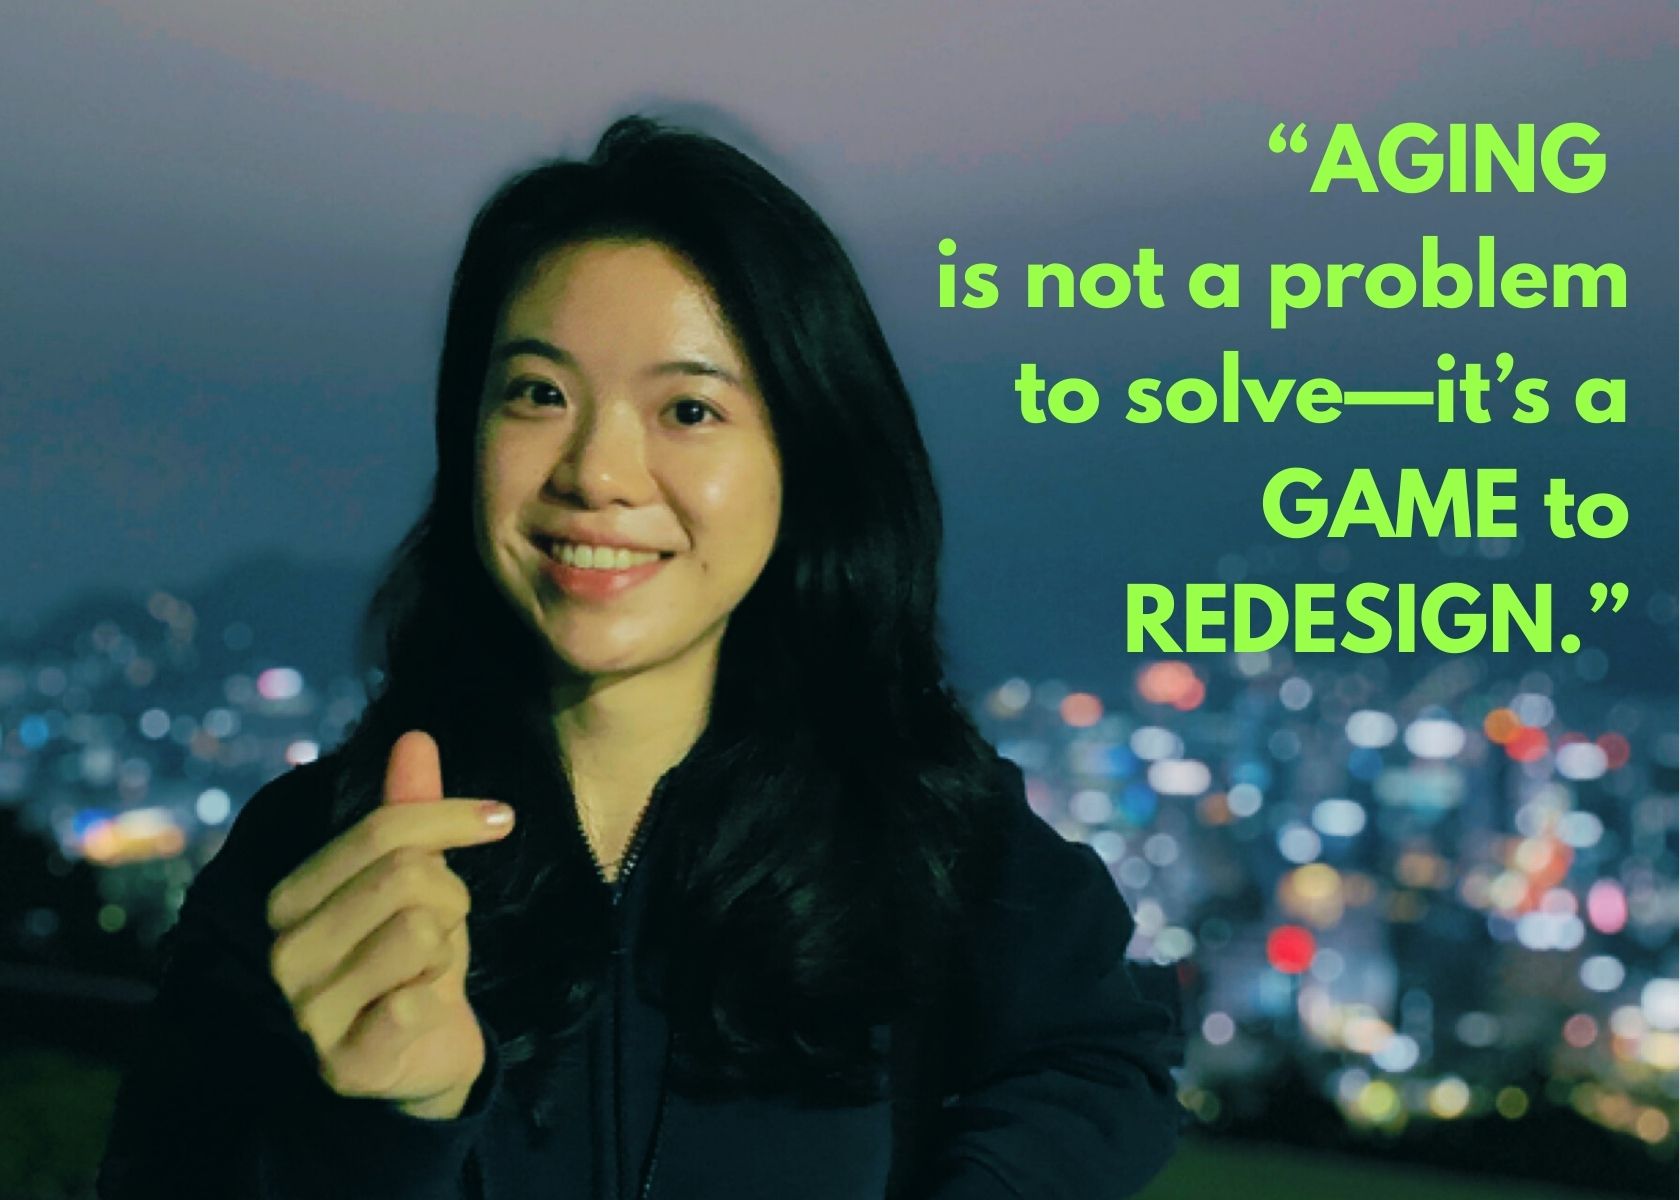 “AGING
is not a problem
to solve—it’s a
GAME to
REDESIGN.”